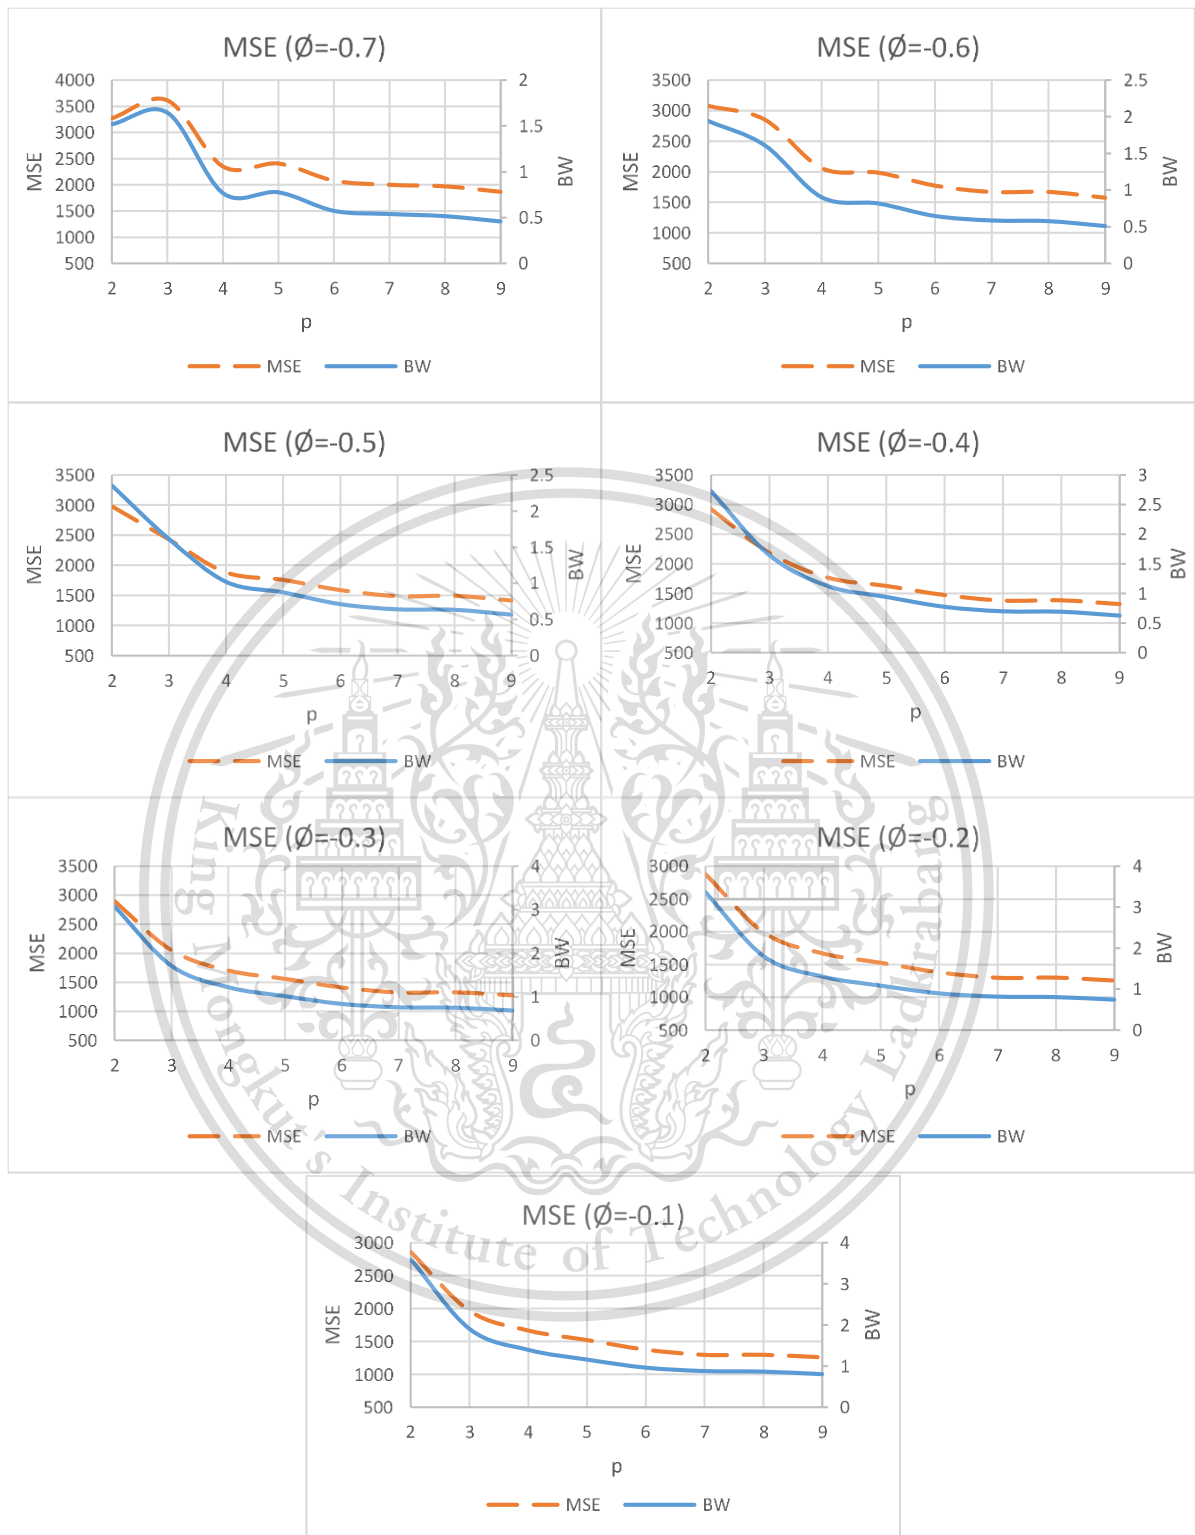 MSE (Ø=-0.7)
4000
3500
3000
2500
2000
1500
1000
500
MSE
2
1.5
1
0.5
0
BW
2 3 4 5 6 7 8 9
p
MSE BW
MSE (Ø=-0.6)
3500
3000
2500
2000
1500
1000
500
MSE
2.5
2
1.5
1
0.5
0
BW
2 3 4 5 6 7 8 9
p
MSE BW
MSE (Ø=-0.5)
3500
3000
2500
2000
1500
1000
500
MSE
2.5
2
1.5
1
0.5
0
BW
2 3 4 5 6 7 8 9
p
MSE BW
MSE (Ø=-0.4)
3500
3000
2500
2000
1500
1000
500
MSE
3
2.5
2
1.5
1
0.5
0
BW
2 3 4 5 6 7 8 9
p
MSE BW
MSE (Ø=-0.3)
3500
3000
2500
2000
1500
1000
500
MSE
4
3
2
1
0
BW
2 3 4 5 6 7 8 9
p
MSE BW
MSE (Ø=-0.2)
3000
2500
2000
1500
1000
500
MSE
4
3
2
1
0
BW
2 3 4 5 6 7 8 9
p
MSE BW
MSE (Ø=-0.1)
3000
2500
2000
1500
1000
500
MSE
4
3
2
1
0
BW
2 3 4 5 6 7 8 9
p
MSE BW
King Mongkut's Institute of Technology Ladkrabang